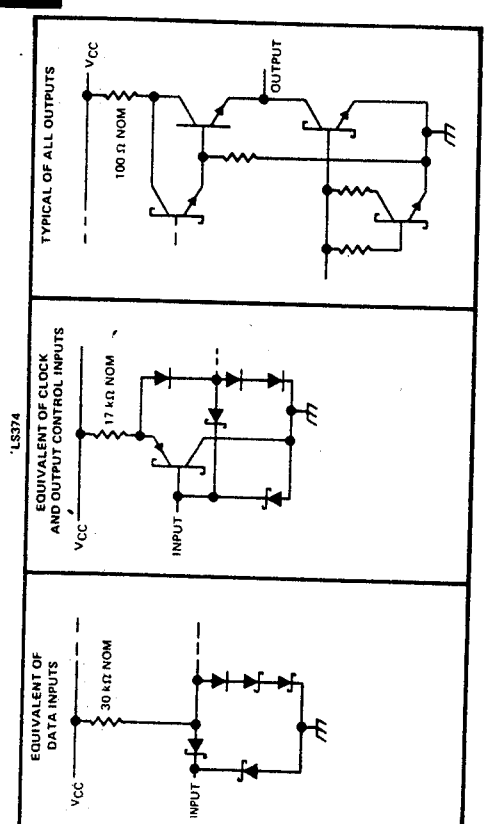 'LS374
EQUIVALENT OF
DATA INPUTS
VCC
30 kΩ NOM
INPUT
EQUIVALENT OF CLOCK
AND OUTPUT CONTROL INPUTS
VCC
17 kΩ NOM
INPUT
TYPICAL OF ALL OUTPUTS
VCC
100 Ω NOM
OUTPUT